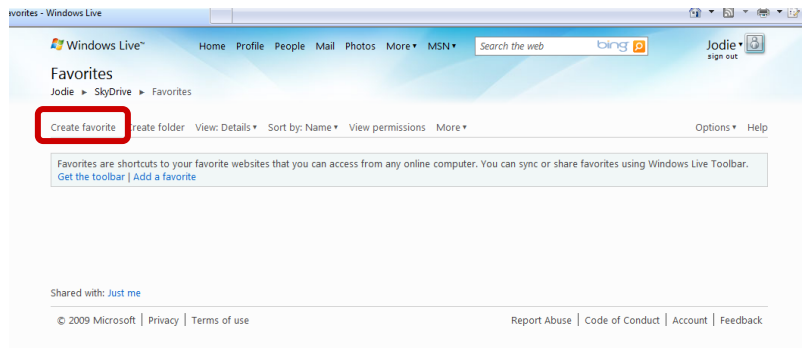 avorites - Windows Live
Windows Live™ Home Profile People Mail Photos More MSN Search the web bing Jodie
sign out
Favorites
Jodie SkyDrive Favorites
Create favorite Create folder View: Details Sort by: Name View permissions More Options Help
Favorites are shortcuts to your favorite websites that you can access from any online computer. You can sync or share favorites using Windows Live Toolbar.
Get the toolbar | Add a favorite
Shared with: Just me
© 2009 Microsoft | Privacy | Terms of use Report Abuse | Code of Conduct | Account | Feedback